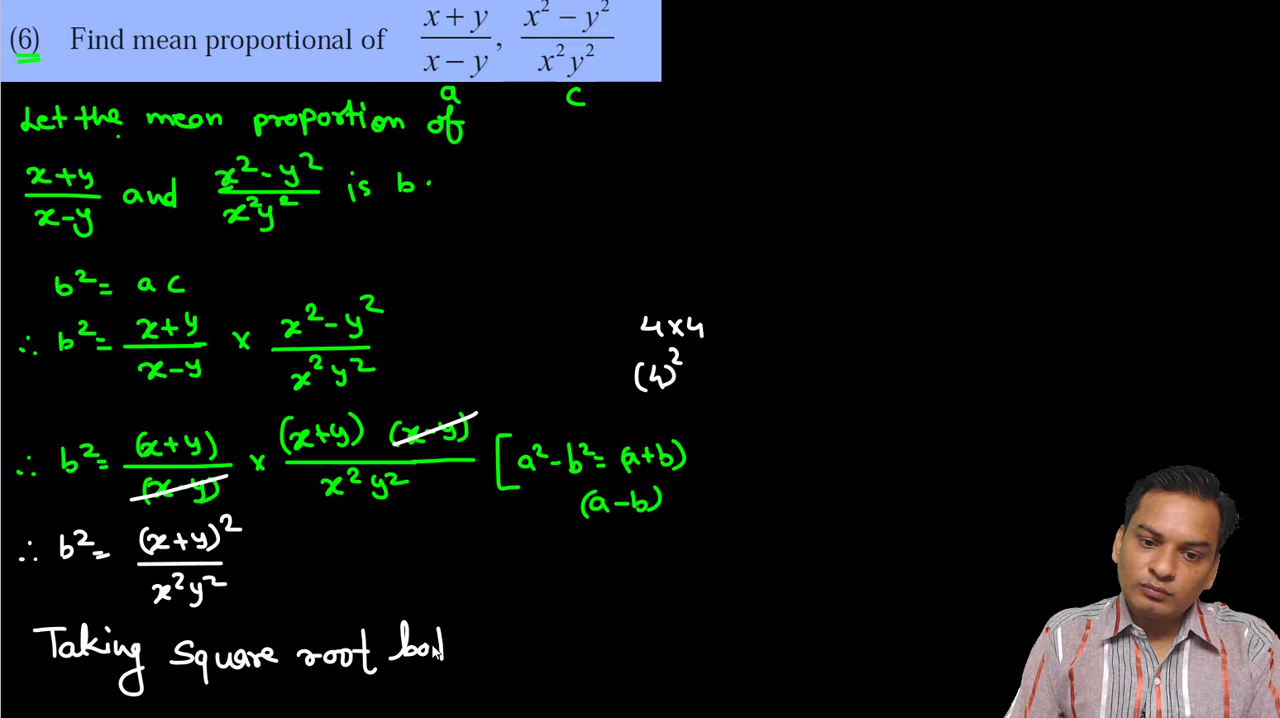 (6) Find mean proportional of (x + y)/(x − y), (x² − y²)/(x²y²)
a c
Let the mean proportion of
(x+y)/(x-y) and (x²-y²)/(x²y²) is b.
b² = ac
∴ b² = (x+y)/(x-y) × (x²-y²)/(x²y²)
4×4
(4)²
∴ b² = (x+y)/(x-y) × (x+y)(x-y)/(x²y²) [a²-b² = (a+b)
(a-b)
∴ b² = (x+y)²/(x²y²)
Taking Square root